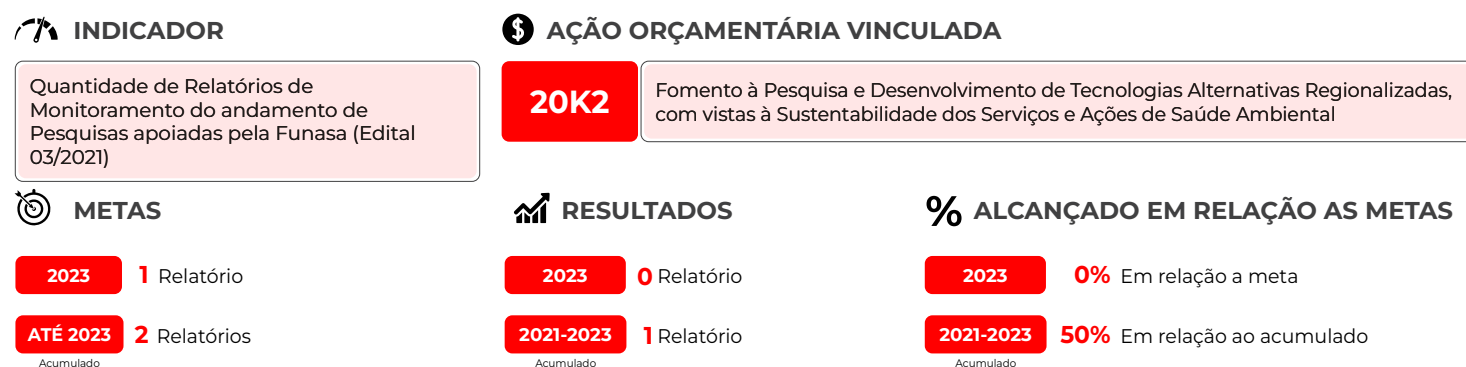 INDICADOR
Quantidade de Relatórios de
Monitoramento do andamento de
Pesquisas apoiadas pela Funasa (Edital
03/2021)
AÇÃO ORÇAMENTÁRIA VINCULADA
20K2
Fomento à Pesquisa e Desenvolvimento de Tecnologias Alternativas Regionalizadas,
com vistas à Sustentabilidade dos Serviços e Ações de Saúde Ambiental
METAS
2023 1 Relatório
ATÉ 2023 2 Relatórios
Acumulado
RESULTADOS
2023 0 Relatório
2021-2023 1 Relatório
Acumulado
% ALCANÇADO EM RELAÇÃO AS METAS
2023 0% Em relação a meta
2021-2023 50% Em relação ao acumulado
Acumulado